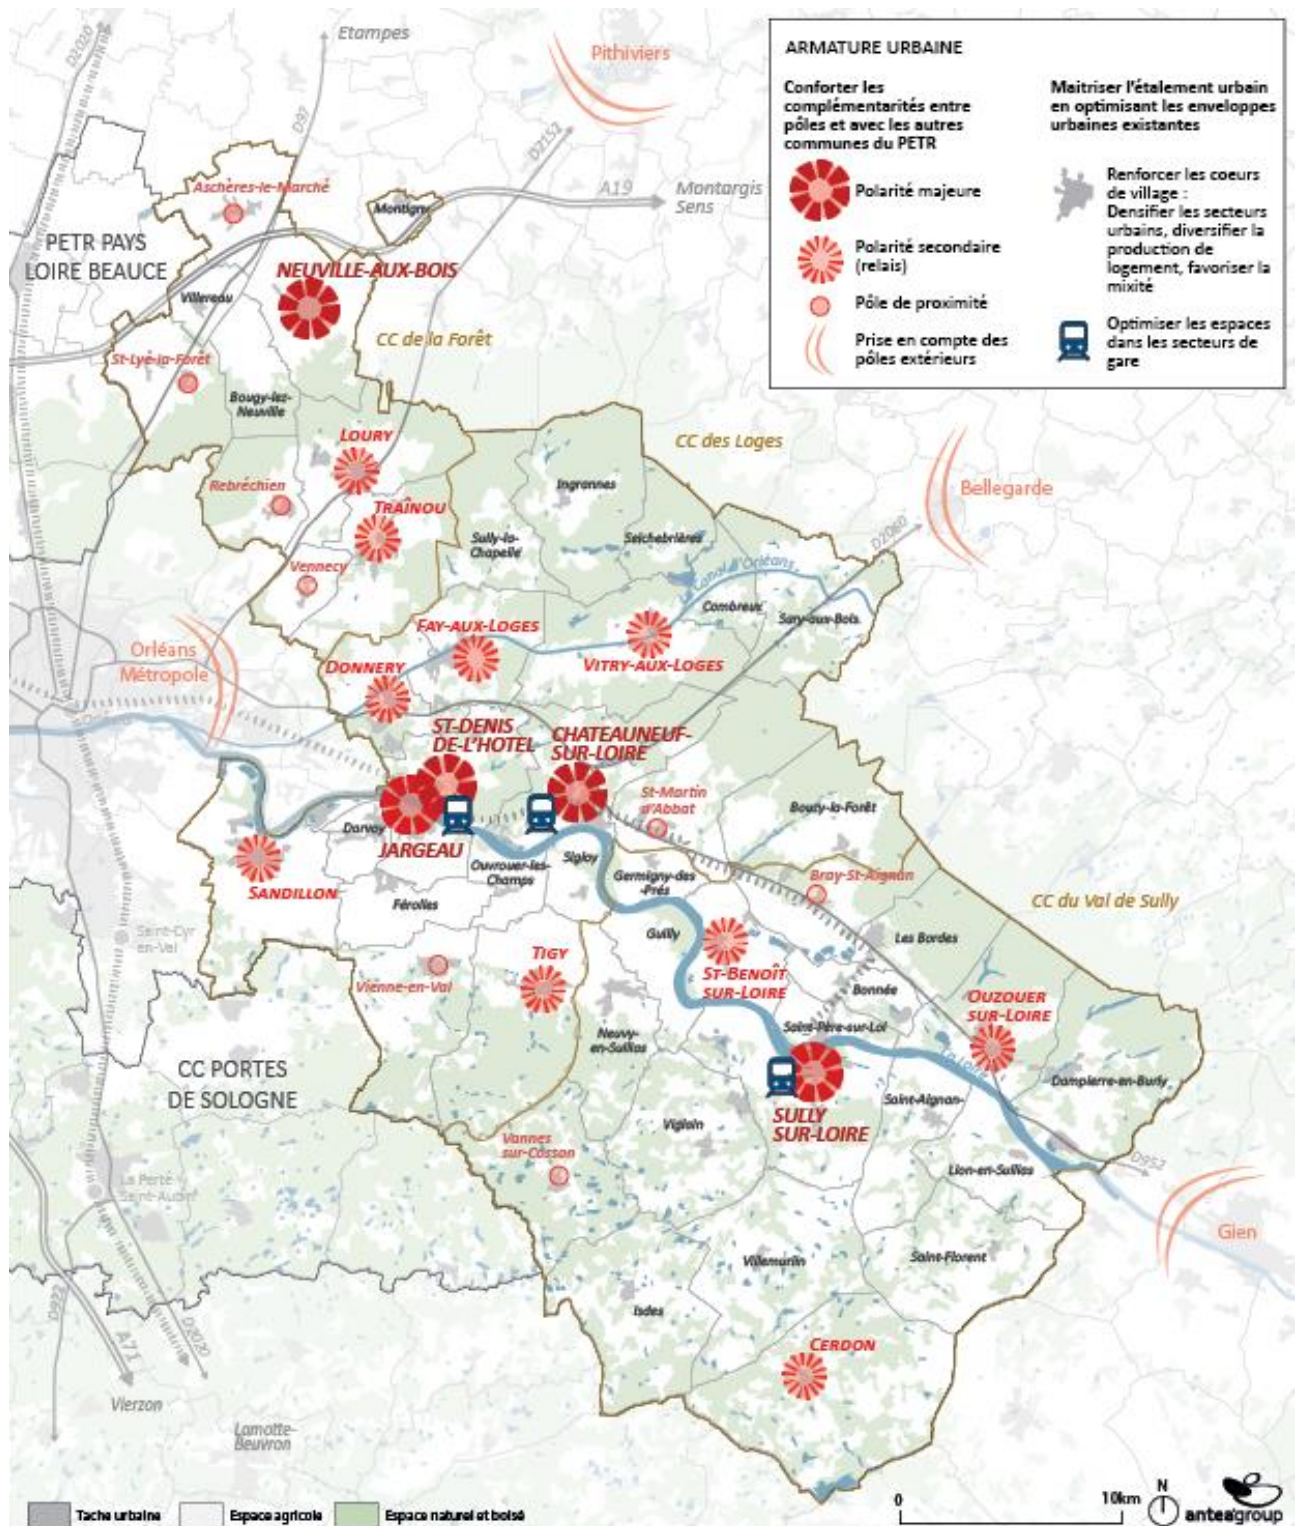 D2020
Etampes
Pithiviers
D97
D2152
Aschères-le-Marché
A19
Montargis
Sens
Montigny
PETR PAYS
LOIRE BEAUCE
NEUVILLE-AUX-BOIS
Villereau
CC de la Forêt
St-Lyé-la-Forêt
Bougy-lez-
Neuville
LOURY
CC des Loges
Rebréchien
TRAÎNOU
Ingrannes
Bellegarde
Sully-la-
Chapelle
Seichebrières
D2060
Vennecy
Canal d'Orléans
Combreux
Sury-aux-Bois
FAY-AUX-LOGES
Orléans
Métropole
DONNERY
VITRY-AUX-LOGES
ST-DENIS
DE-L'HOTEL
CHATEAUNEUF-
SUR-LOIRE
St-Martin
d'Abbat
Bouzy-la-Forêt
Darvoy
JARGEAU
Ouvrouer-les-
Champs
Sigloy
Germigny-des
-Prés
Bray-St-Aignan
CC du Val de Sully
SANDILLON
Férolles
Saint-Cyr
en-Val
Guilly
Les Bordes
TIGY
ST-BENOÎT
SUR-LOIRE
Vienne-en-Val
Bonnée
OUZOUER
SUR-LOIRE
Neuvy-
en-Sullias
Saint-Père-sur-Loi
La Loire
Dampierre-en-Burly
CC PORTES
DE SOLOGNE
SULLY
SUR-LOIRE
Saint-Aignan-
Viglain
Vannes
sur-Cosson
Lion-en-Sullias
D952
La Ferté
Saint-Aubin
Gien
Villemurlin
Saint-Florent
Isdes
D922
A71
D2020
CERDON
Vierzon
Lamotte-
Beuvron
ARMATURE URBAINE
Conforter les
complémentarités entre
pôles et avec les autres
communes du PETR
Polarité majeure
Polarité secondaire
(relais)
Pôle de proximité
Prise en compte des
pôles extérieurs
Maitriser l'étalement urbain
en optimisant les enveloppes
urbaines existantes
Renforcer les coeurs
de village :
Densifier les secteurs
urbains, diversifier la
production de
logement, favoriser la
mixité
Optimiser les espaces
dans les secteurs de
gare
Tache urbaine
Espace agricole
Espace naturel et boisé
0
10km
N
anteagroup